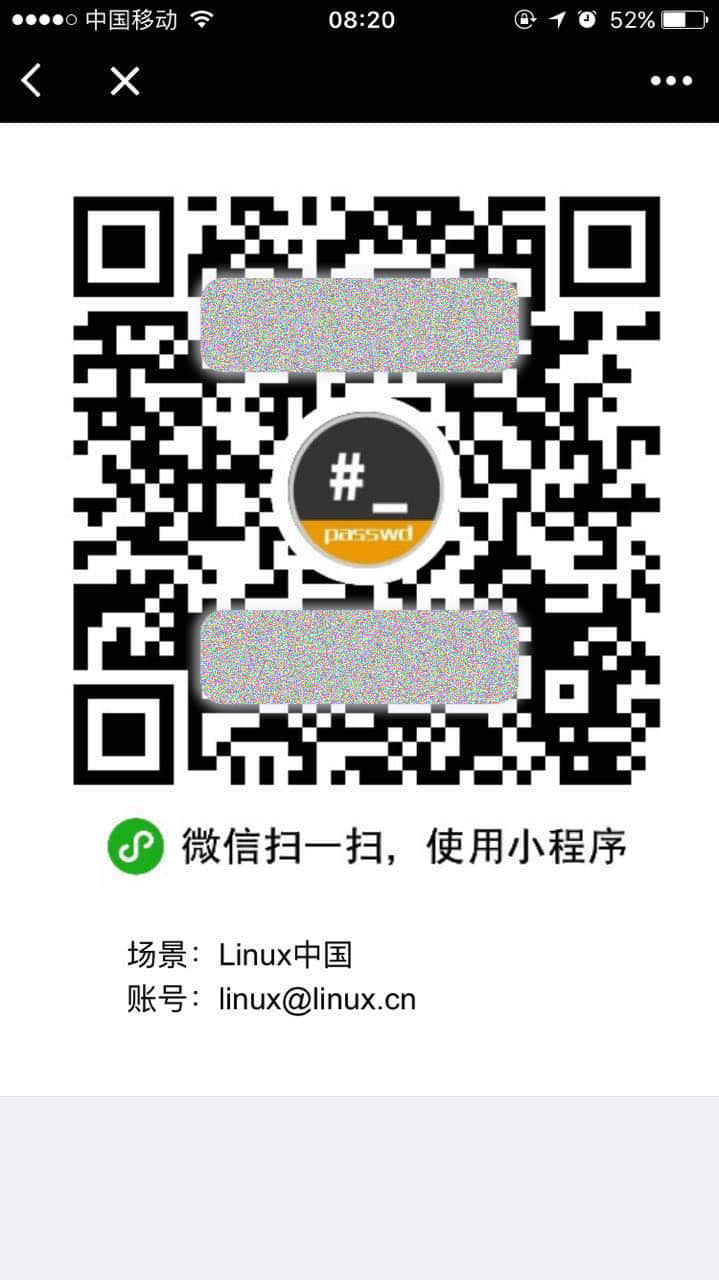 中国移动 08:20 52%
#_
passwd
微信扫一扫，使用小程序
场景：Linux中国
账号：linux@linux.cn